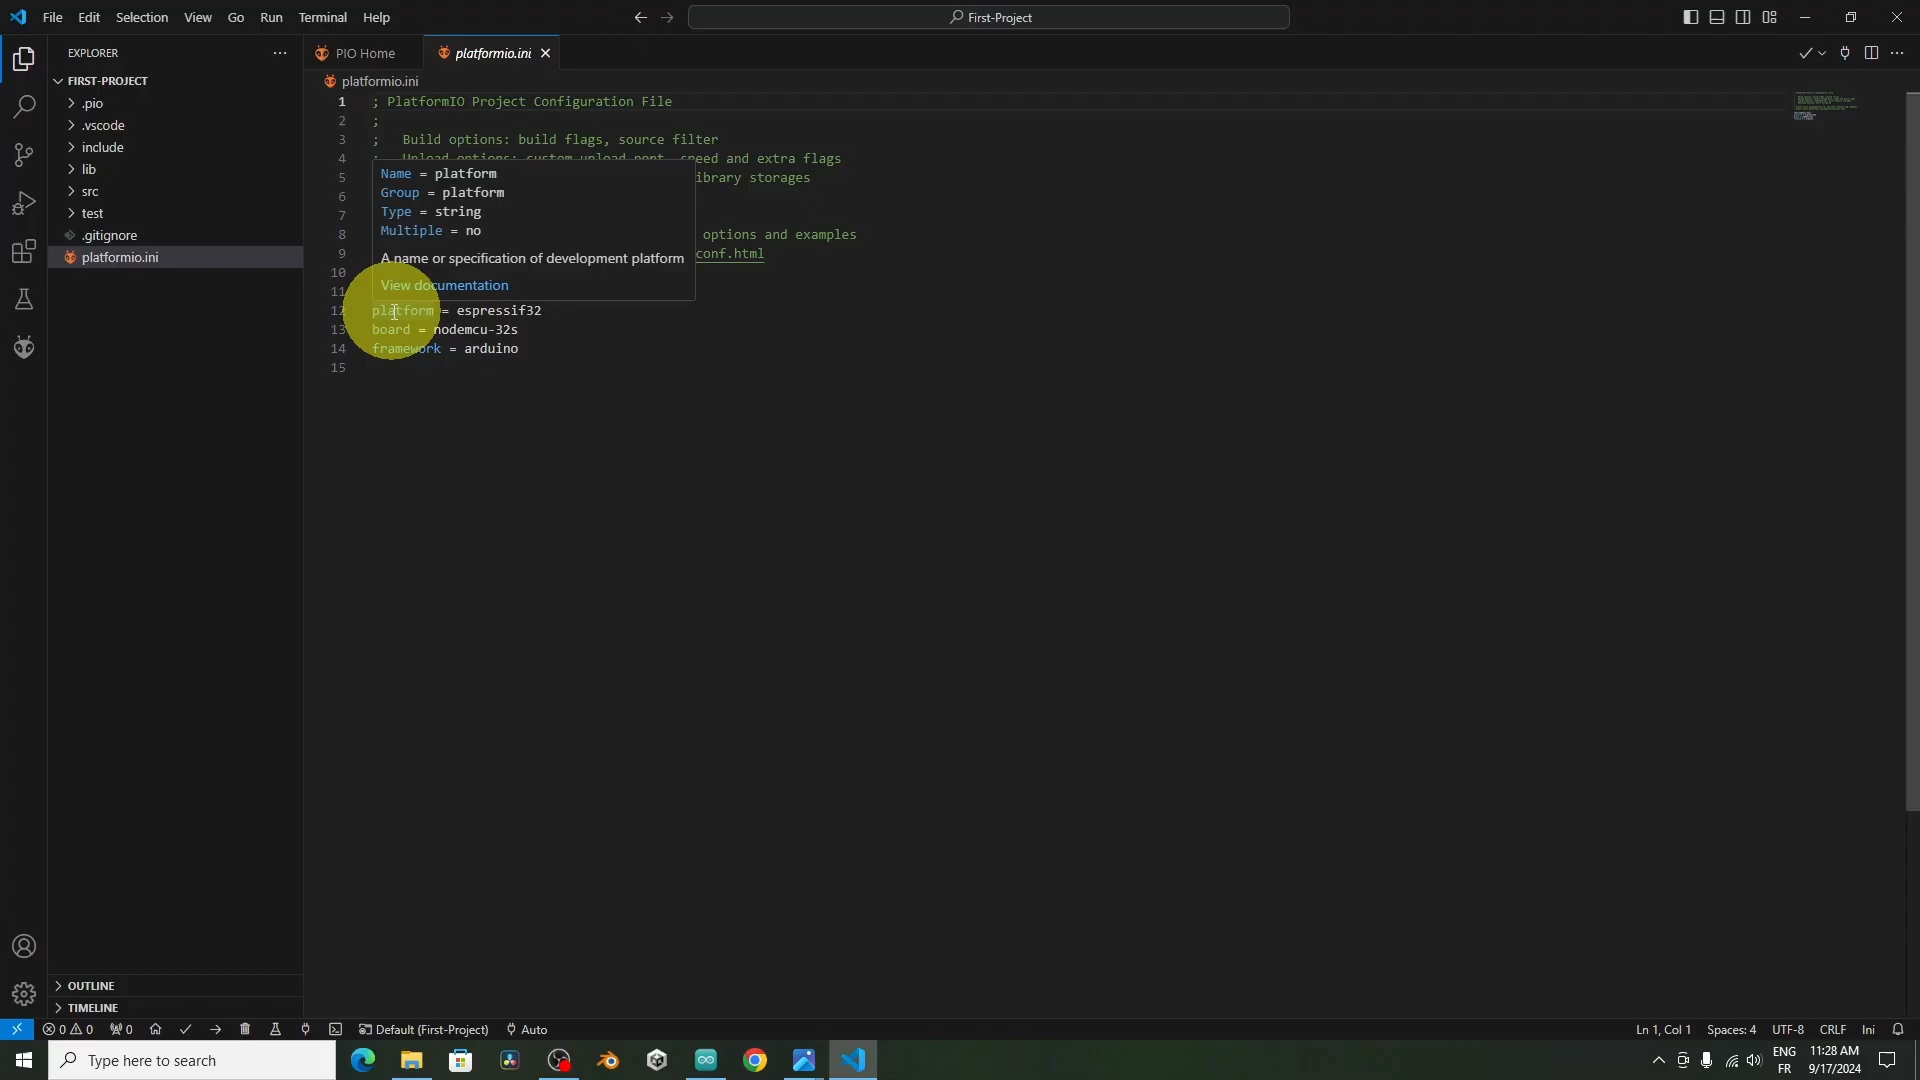 File Edit Selection View Go Run Terminal Help
First-Project
EXPLORER
PIO Home
platformio.ini
FIRST-PROJECT
.pio
.vscode
include
lib
src
test
.gitignore
platformio.ini
platformio.ini
1 ; PlatformIO Project Configuration File
2 ;
3 ; Build options: build flags, source filter
4 ; Upload options: custom upload port, speed and extra flags
5 ibrary storages
6
7
8 options and examples
9 conf.html
10
11
Name = platform
Group = platform
Type = string
Multiple = no
A name or specification of development platform
View documentation
12 platform = espressif32
13 board = nodemcu-32s
14 framework = arduino
15
OUTLINE
TIMELINE
0 0 0 Default (First-Project) Auto
Ln 1, Col 1 Spaces: 4 UTF-8 CRLF Ini
Type here to search
ENG
FR
11:28 AM
9/17/2024